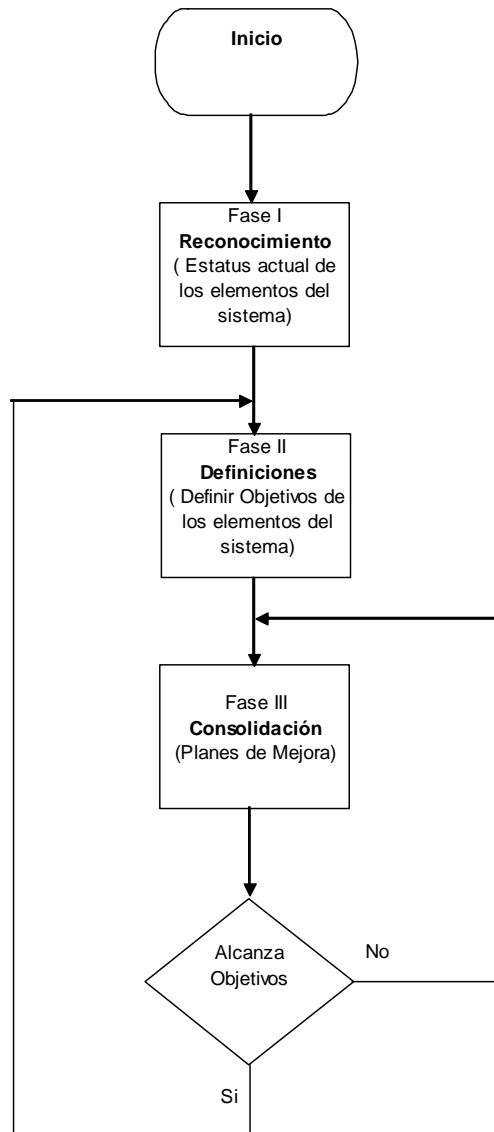 Inicio
Fase I
Reconocimiento
( Estatus actual de
los elementos del
sistema)
Fase II
Definiciones
( Definir Objetivos de
los elementos del
sistema)
Fase III
Consolidación
(Planes de Mejora)
Alcanza
Objetivos
No
Si